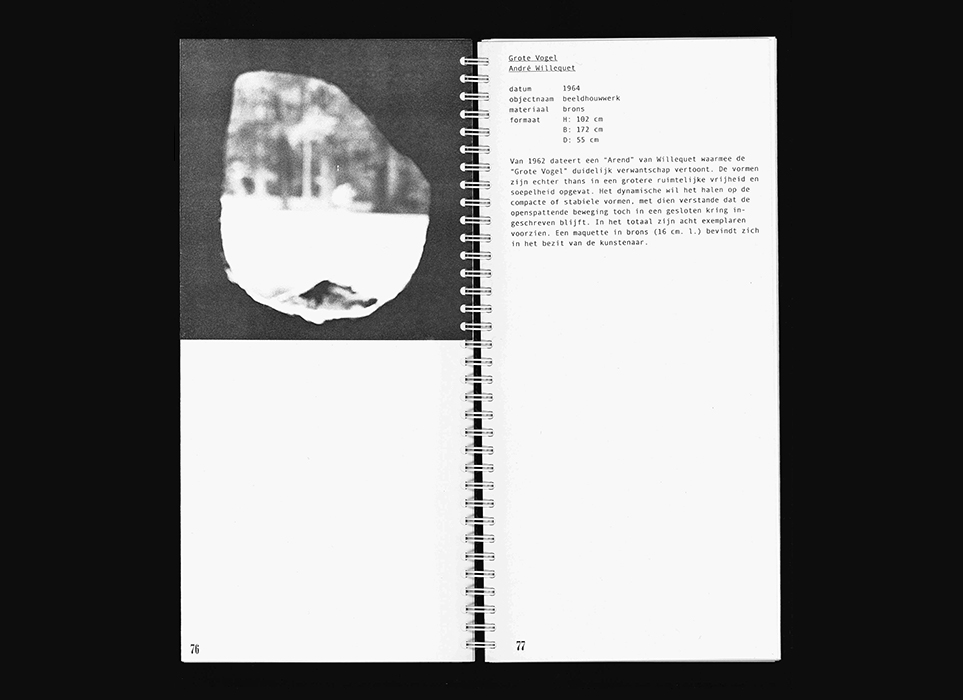 Grote Vogel
André Willequet
datum 1964
objectnaam beeldhouwwerk
materiaal brons
formaat H: 102 cm
B: 172 cm
D: 55 cm
Van 1962 dateert een "Arend" van Willequet waarmee de
"Grote Vogel" duidelijk verwantschap vertoont. De vormen
zijn echter thans in een grotere ruimtelijke vrijheid en
soepelheid opgevat. Het dynamische wil het halen op de
compacte of stabiele vormen, met dien verstande dat de
openspattende beweging toch in een gesloten kring in-
geschreven blijft. In het totaal zijn acht exemplaren
voorzien. Een maquette in brons (16 cm. l.) bevindt zich
in het bezit van de kunstenaar.
76
77